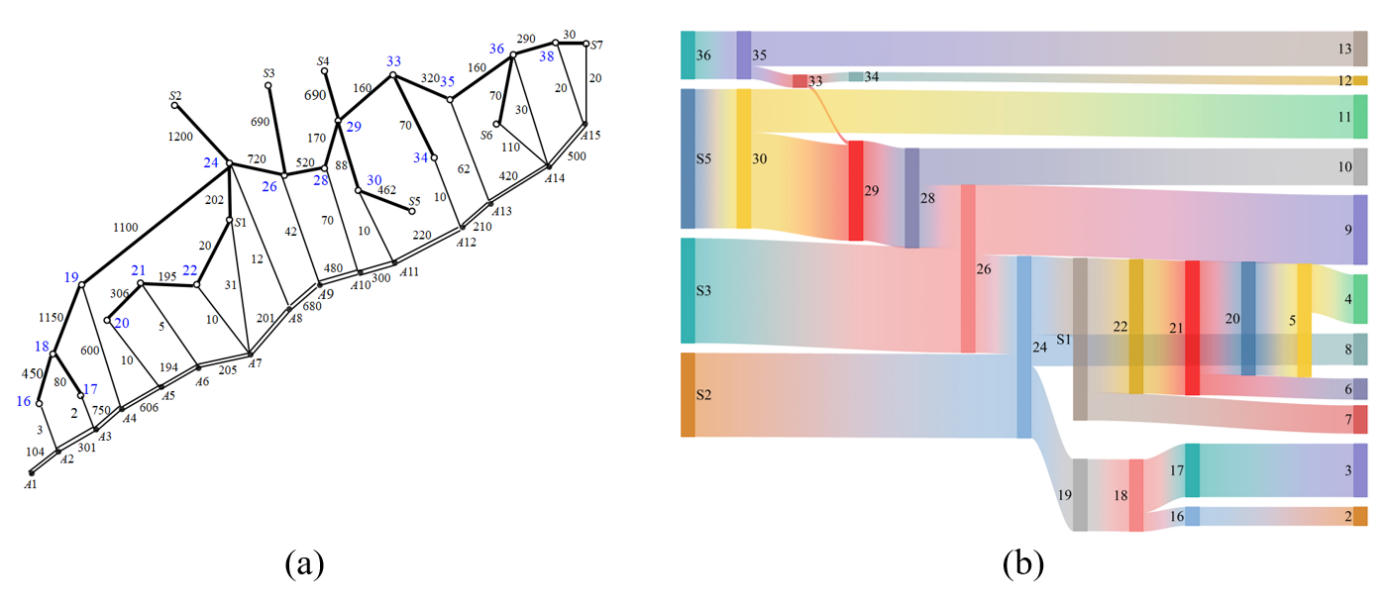 290 30
36 38 S7
S4 33 160 20
S3 320 35 20
S2 690 160 70 30
690 170 29 70 S6 110 A15
1200 500
24 720 520 88 34 62 A14
26 28 30 462 420
202 S5 10 A13
1100 S1 70 10 220 210
20 42 A12
19 21 195 22 12 480 300 A11
306 31 A9 A10
1150 20 5 10 201 680
600 A8
18 10 194 205 A7
450 80 17 A6
16 2 750 606 A5
3 A4
104 301 A3
A2
A1
(a)
36 35 13
33 34 12
11
S5 30 10
29 28
9
S3 26
4
22 21 20 5
24 S1 8
S2 6
7
17 3
19 18
16 2
(b)